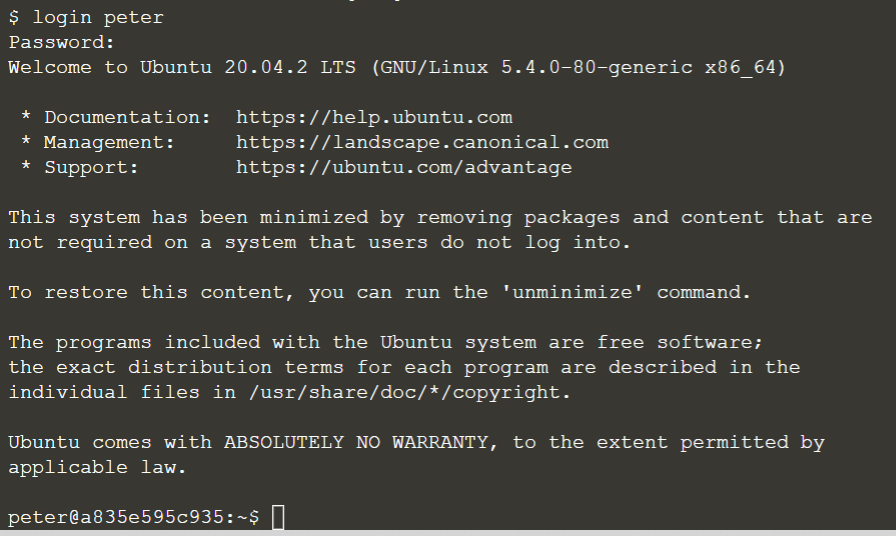 $ login peter
Password:
Welcome to Ubuntu 20.04.2 LTS (GNU/Linux 5.4.0-80-generic x86_64)
* Documentation:  https://help.ubuntu.com
* Management:     https://landscape.canonical.com
* Support:        https://ubuntu.com/advantage
This system has been minimized by removing packages and content that are
not required on a system that users do not log into.
To restore this content, you can run the 'unminimize' command.
The programs included with the Ubuntu system are free software;
the exact distribution terms for each program are described in the
individual files in /usr/share/doc/*/copyright.
Ubuntu comes with ABSOLUTELY NO WARRANTY, to the extent permitted by
applicable law.
peter@a835e595c935:~$